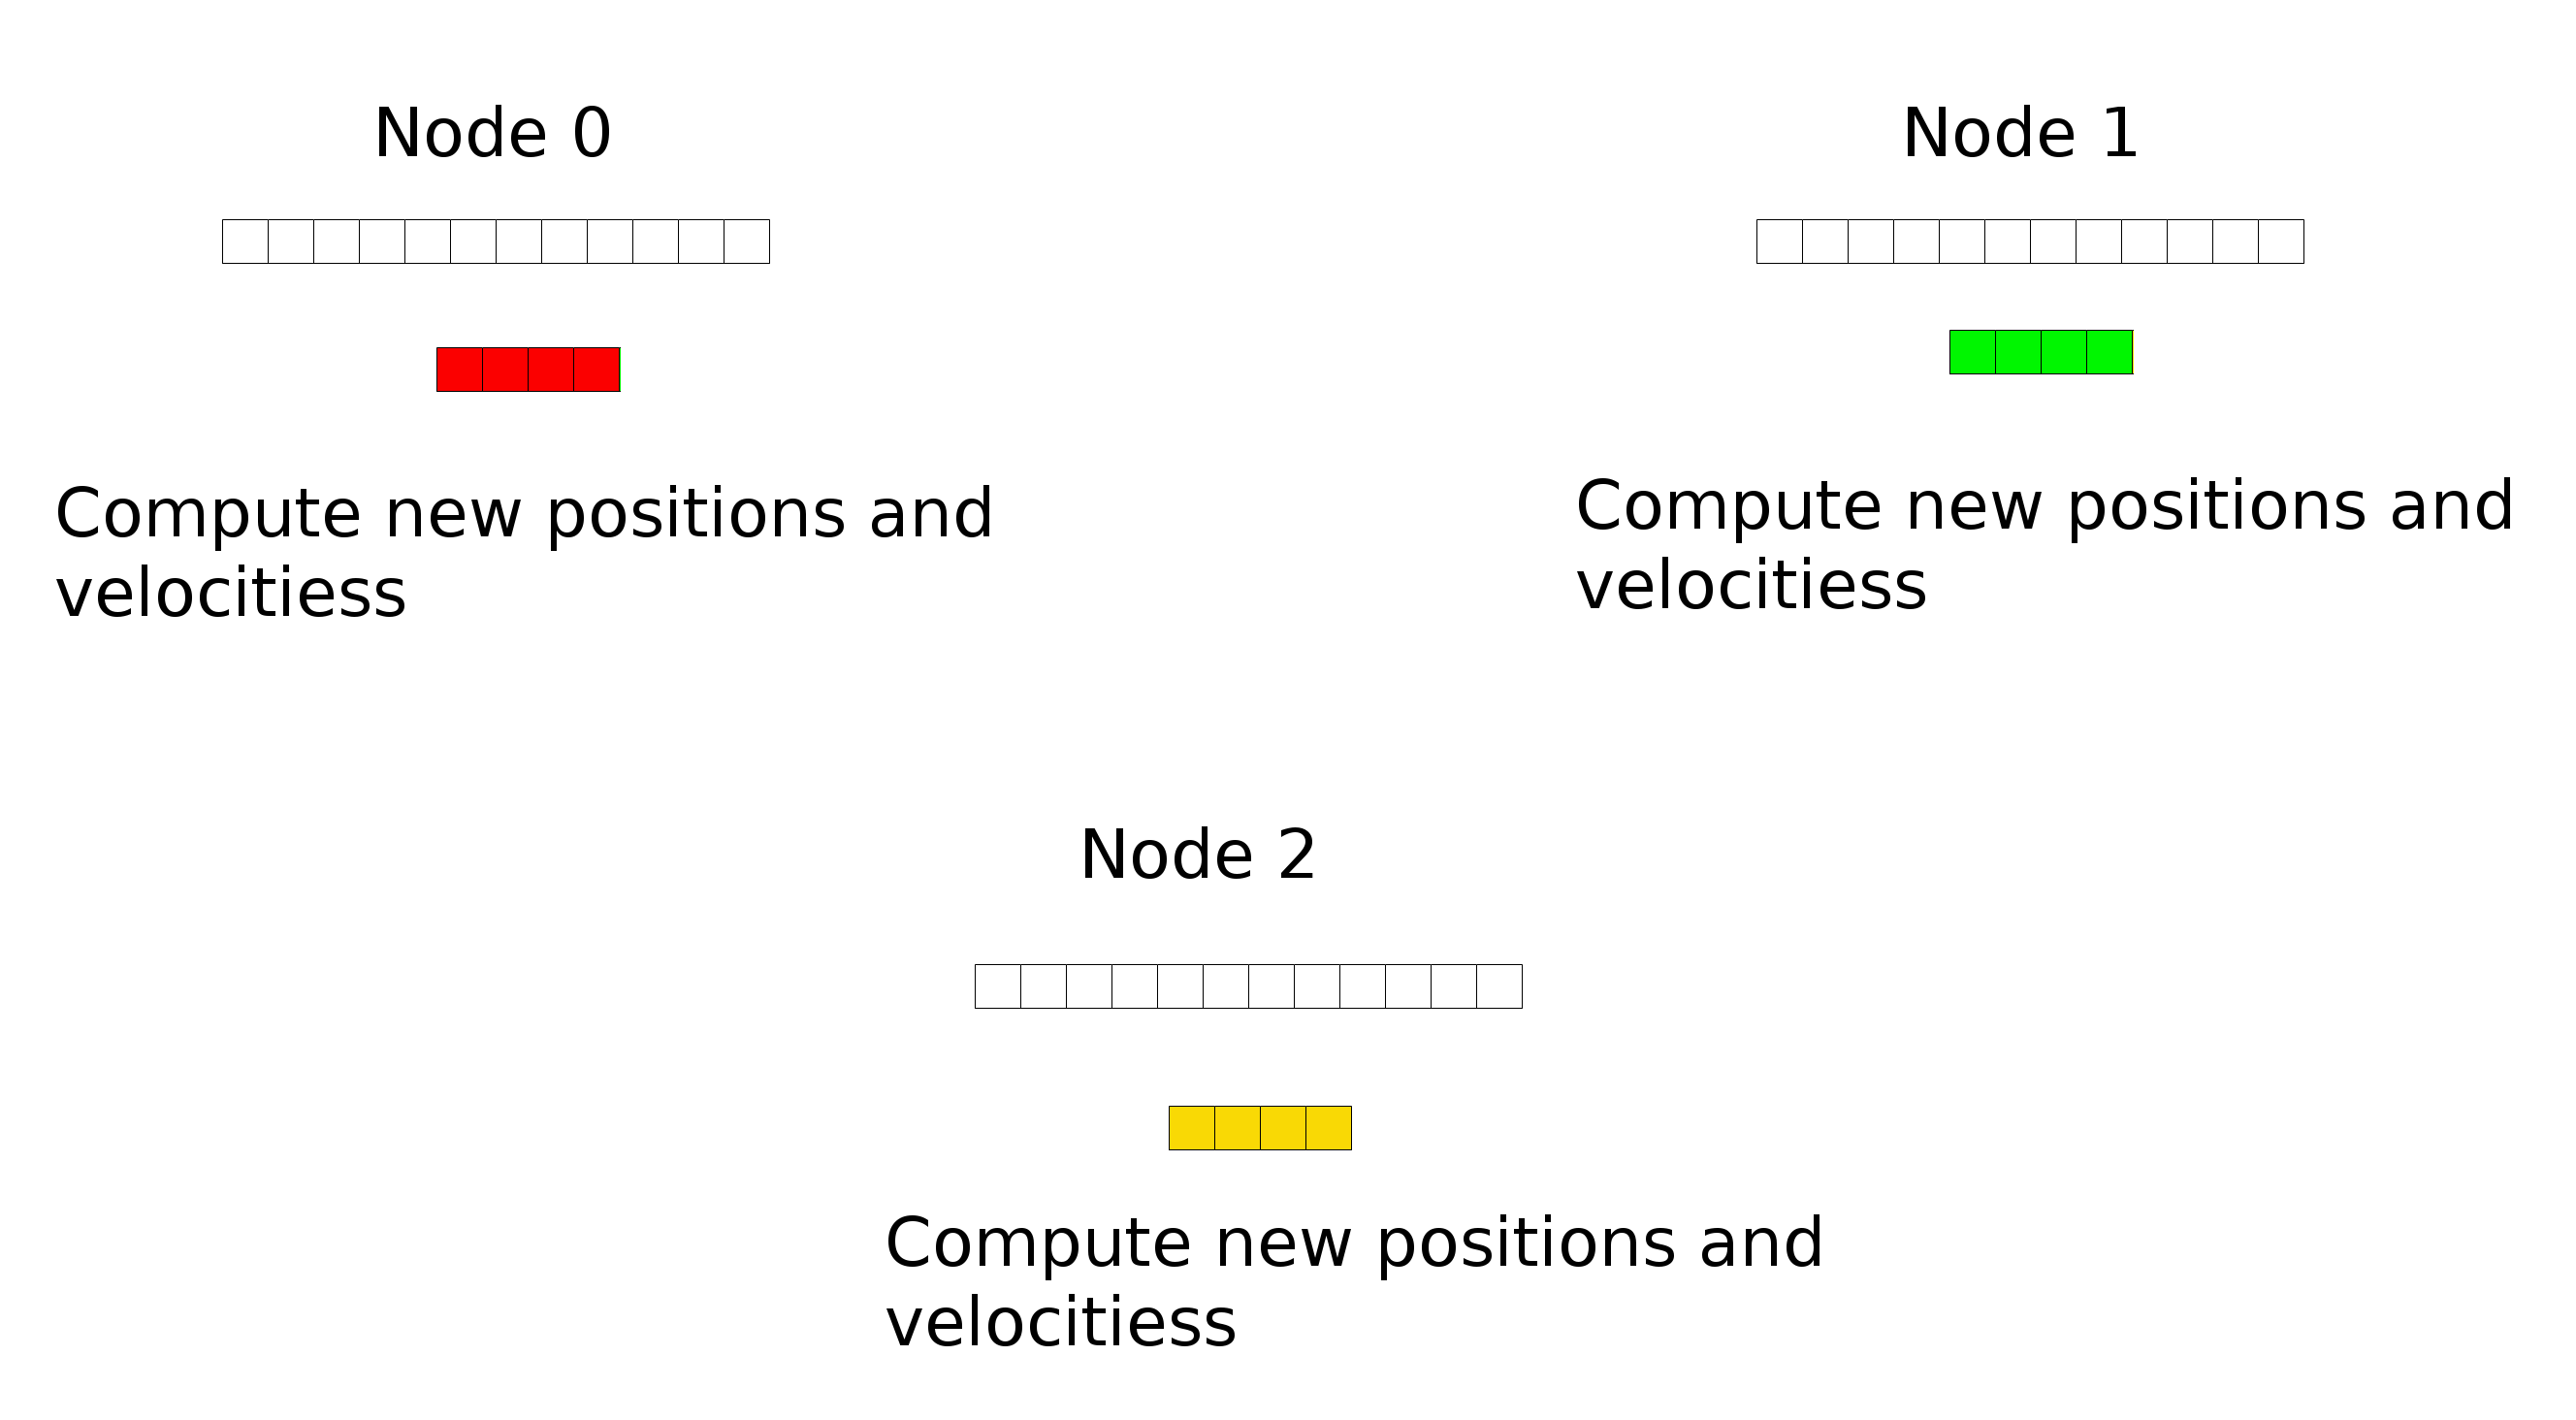 Node 0
Compute new positions and
velocitiess
Node 1
Compute new positions and
velocitiess
Node 2
Compute new positions and
velocitiess